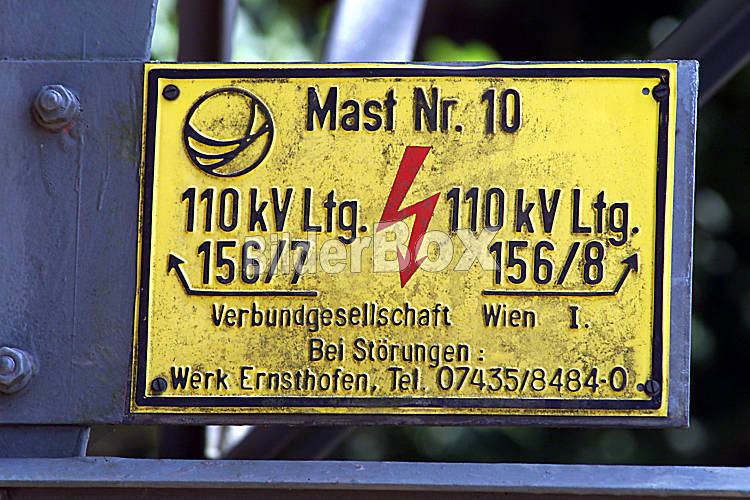 Mast Nr. 10
110 kV Ltg. 110 kV Ltg.
156/7 156/8
BilderBOX
Verbundgesellschaft Wien I.
Bei Störungen :
Werk Ernsthofen, Tel. 07435/8484-0